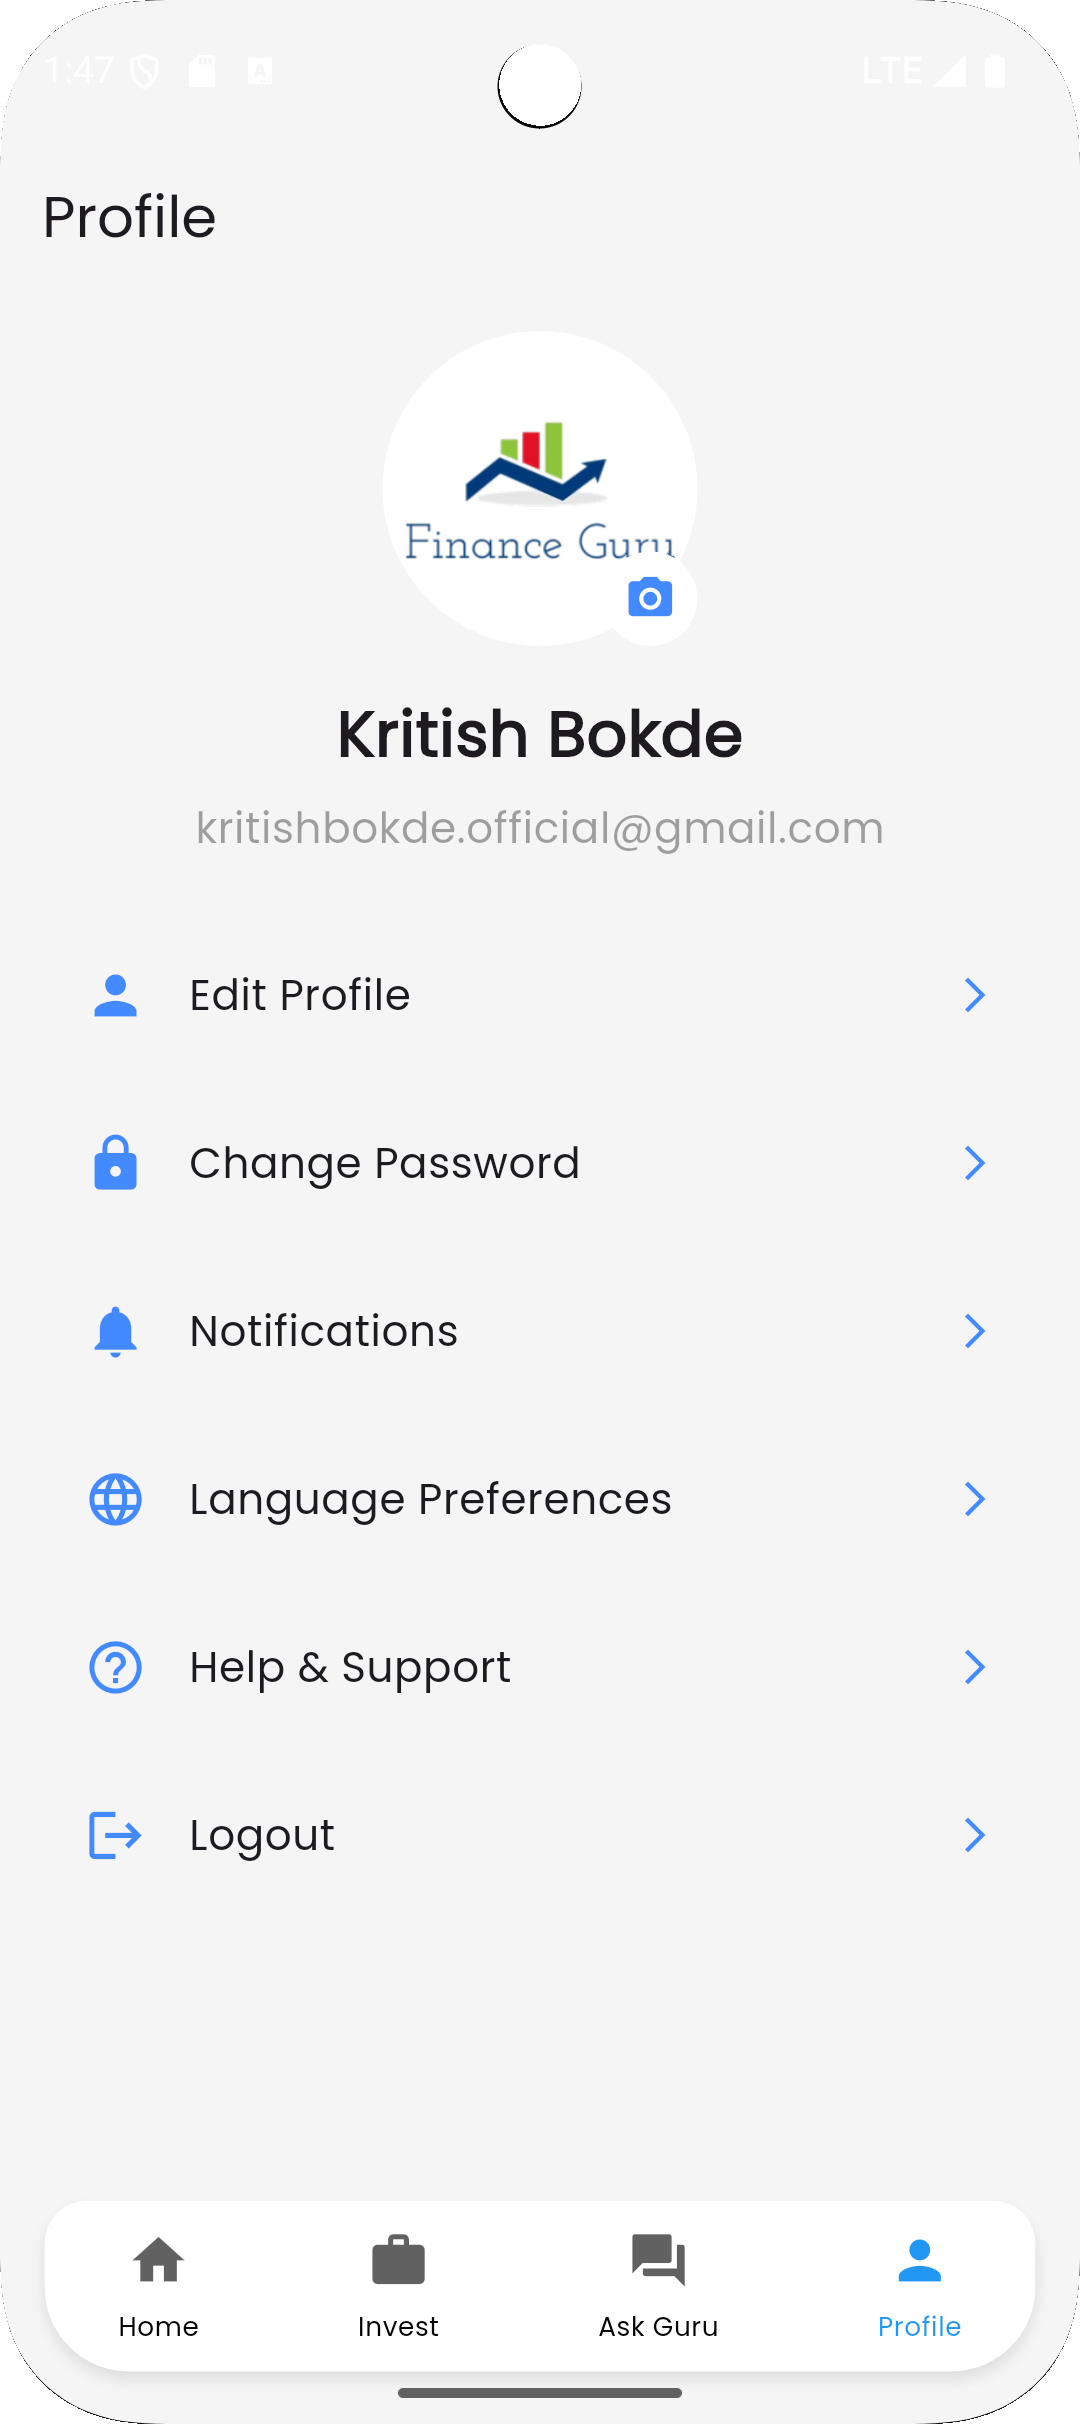 1:47 LTE
Profile
Finance Guru
Kritish Bokde
kritishbokde.official@gmail.com
Edit Profile
Change Password
Notifications
Language Preferences
Help & Support
Logout
Home Invest Ask Guru Profile